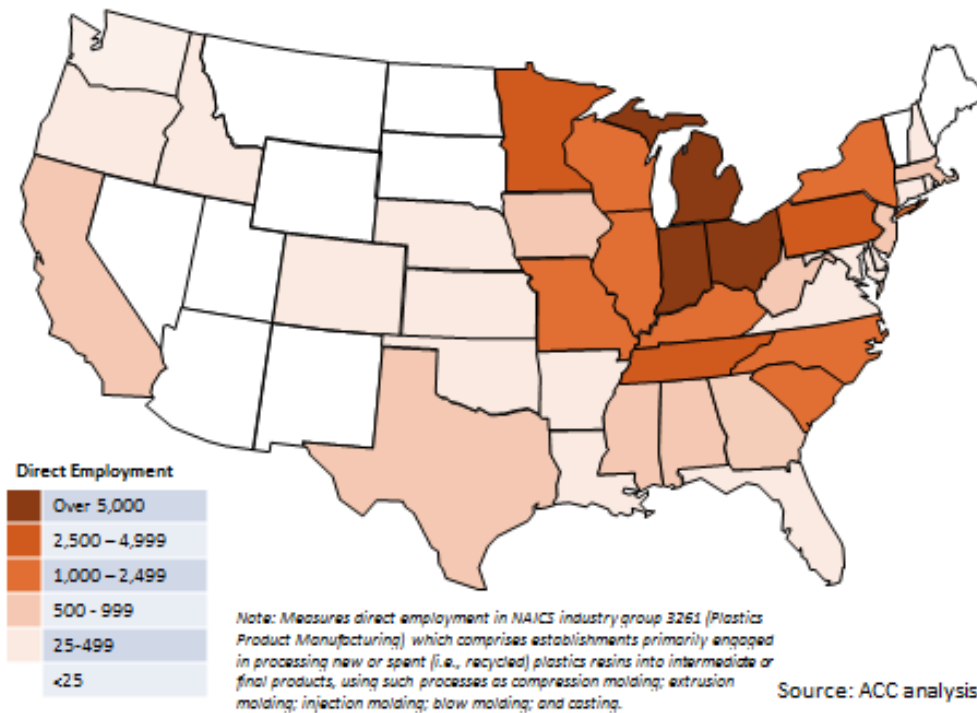 Direct Employment
Over 5,000
2,500 – 4,999
1,000 – 2,499
500 - 999
25-499
<25
Note: Measures direct employment in NAICS industry group 3261 (Plastics
Product Manufacturing) which comprises establishments primarily engaged
in processing new or spent (i.e., recycled) plastics resins into intermediate or
final products, using such processes as compression molding; extrusion
molding; injection molding; blow molding; and casting.
Source: ACC analysis